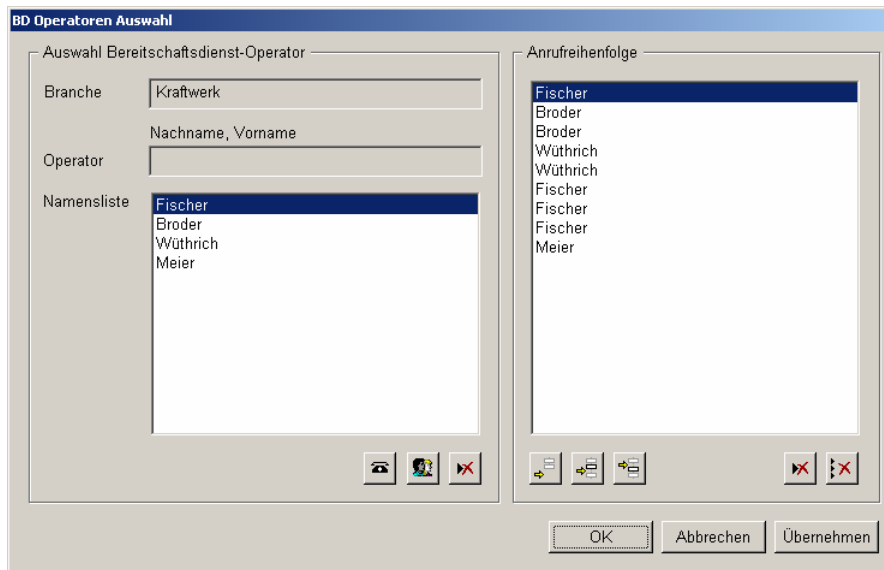 BD Operatoren Auswahl
Auswahl Bereitschaftsdienst-Operator
Branche
Kraftwerk
Nachname, Vorname
Operator
Namensliste
Fischer
Broder
Wüthrich
Meier
Anrufreihenfolge
Fischer
Broder
Broder
Wüthrich
Wüthrich
Fischer
Fischer
Fischer
Meier
OK
Abbrechen
Übernehmen